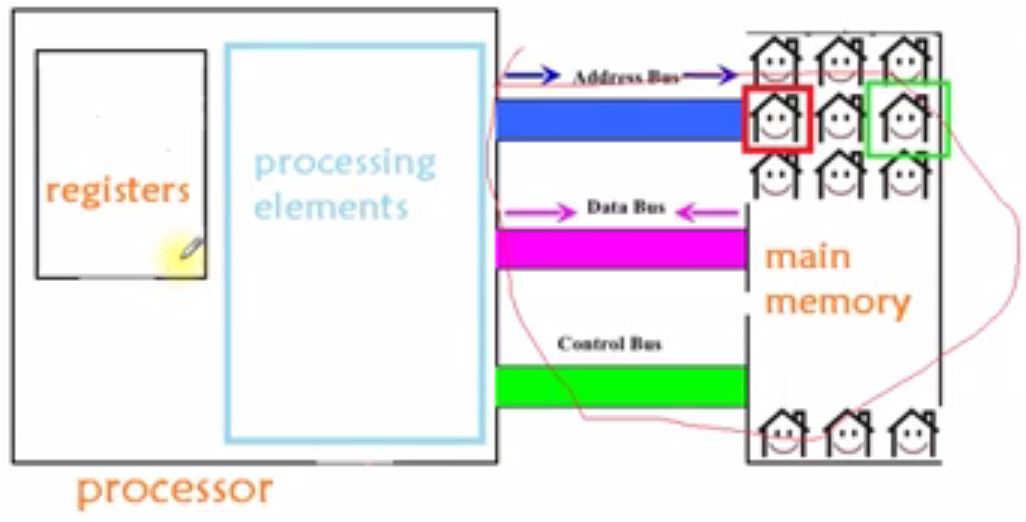 Address Bus
registers
processing
elements
Data Bus
main
memory
Control Bus
processor